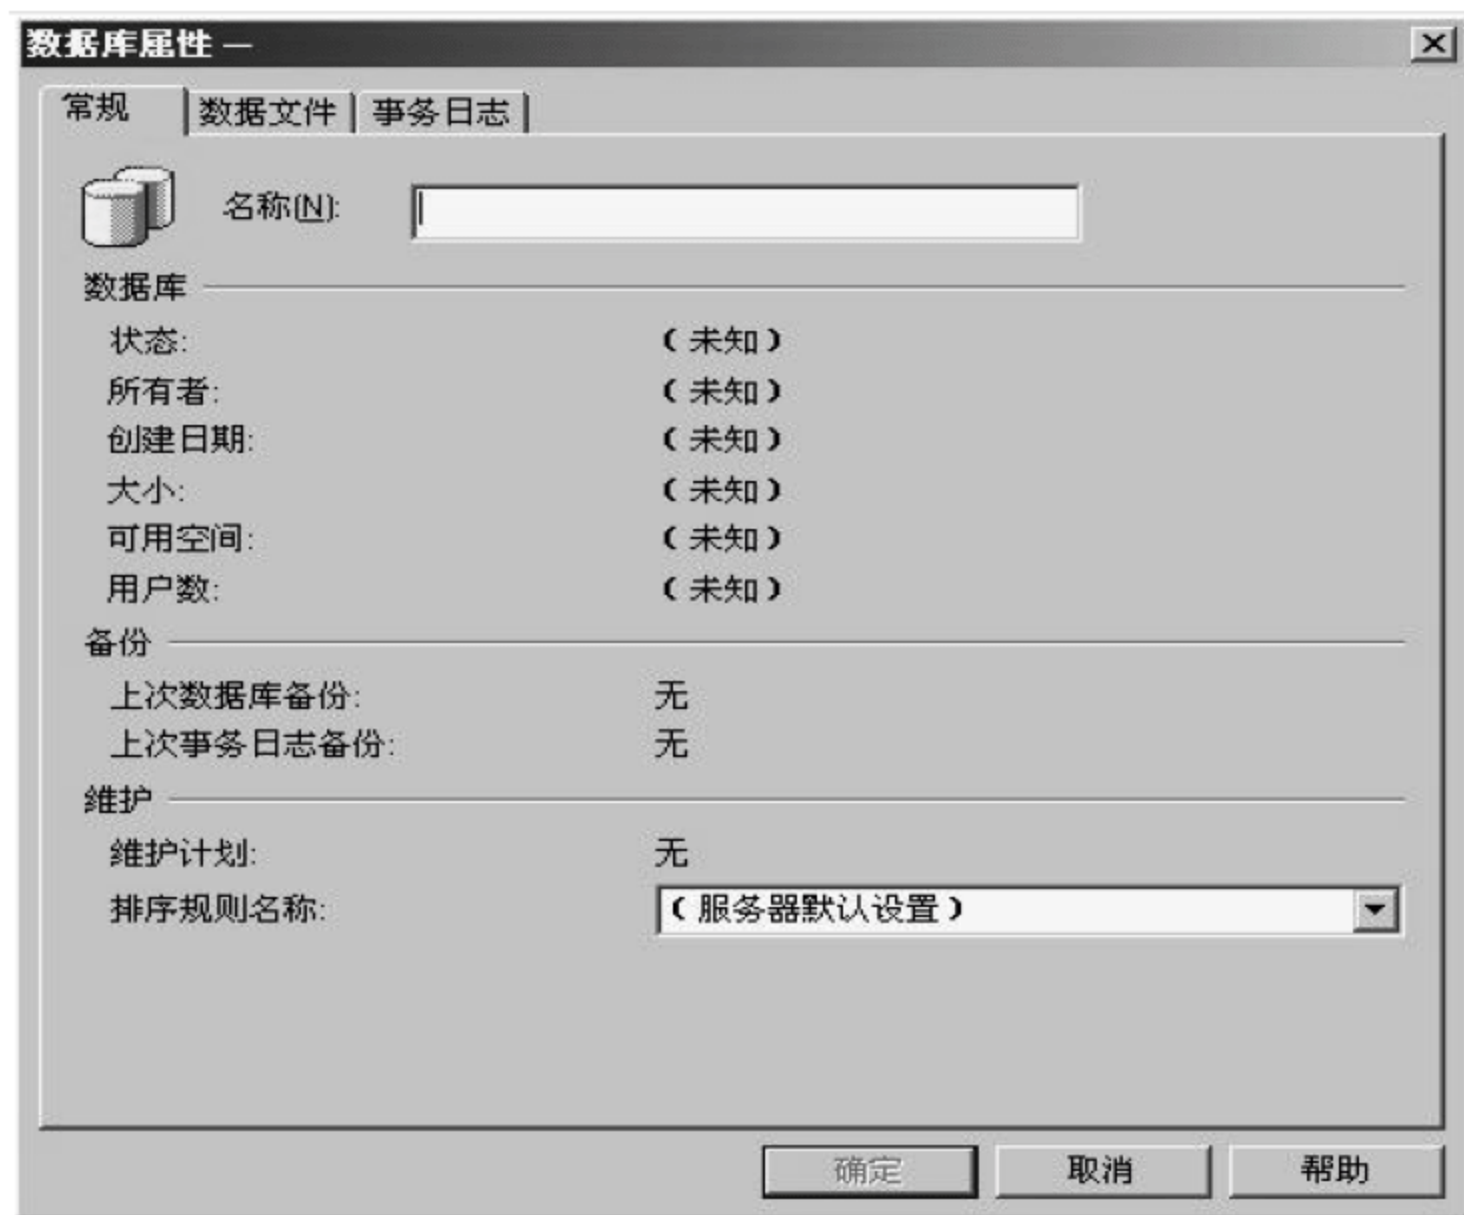 数据库属性 —
常规 数据文件 事务日志
名称(N):
数据库
状态: (未知)
所有者: (未知)
创建日期: (未知)
大小: (未知)
可用空间: (未知)
用户数: (未知)
备份
上次数据库备份: 无
上次事务日志备份: 无
维护
维护计划: 无
排序规则名称: (服务器默认设置)
确定 取消 帮助